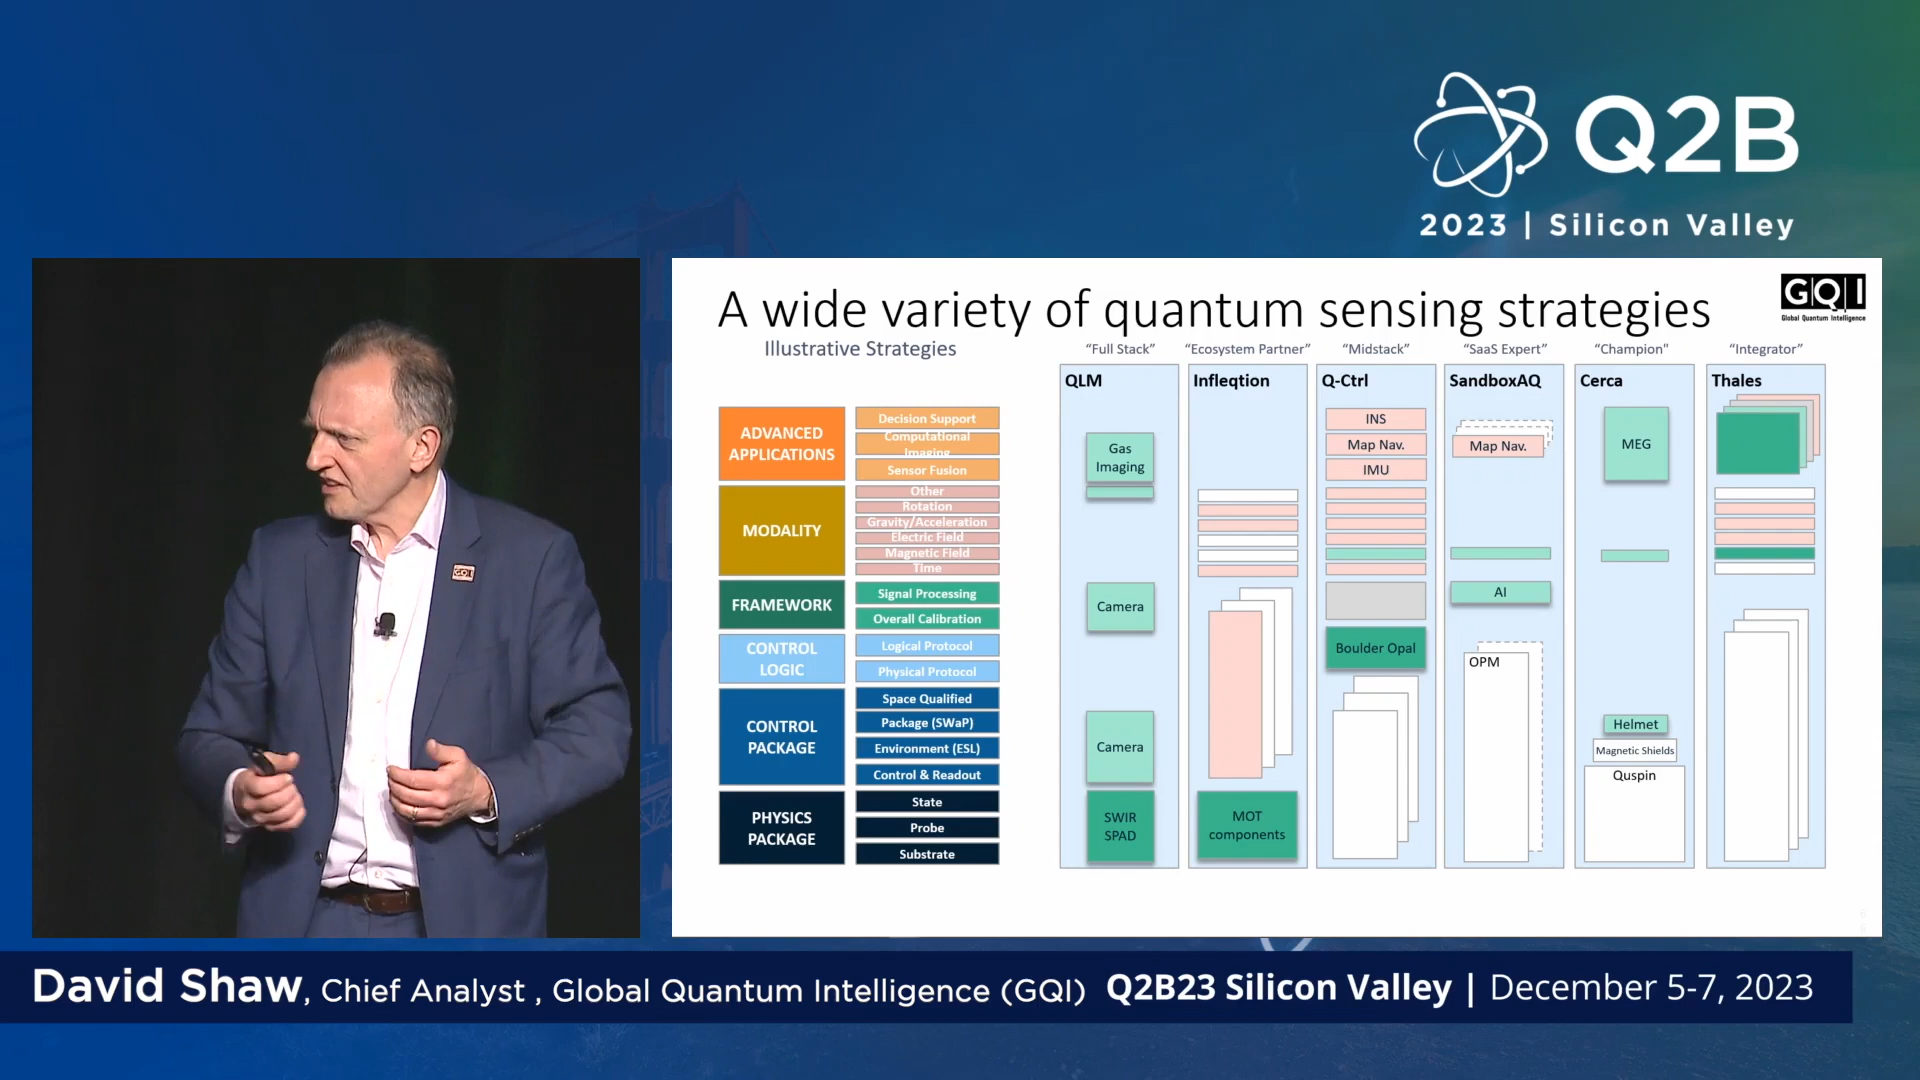 Q2B
2023 | Silicon Valley
A wide variety of quantum sensing strategies
GQI
Global Quantum Intelligence
Illustrative Strategies
“Full Stack”
“Ecosystem Partner”
“Midstack”
“SaaS Expert”
“Champion"
“Integrator”
QLM
Infleqtion
Q-Ctrl
SandboxAQ
Cerca
Thales
ADVANCED
APPLICATIONS
Decision Support
Computational
Imaging
Sensor Fusion
MODALITY
Other
Rotation
Gravity/Acceleration
Electric Field
Magnetic Field
Time
FRAMEWORK
Signal Processing
Overall Calibration
CONTROL
LOGIC
Logical Protocol
Physical Protocol
CONTROL
PACKAGE
Space Qualified
Package (SWaP)
Environment (ESL)
Control & Readout
PHYSICS
PACKAGE
State
Probe
Substrate
Gas
Imaging
Camera
Camera
SWIR
SPAD
MOT
components
INS
Map Nav.
IMU
Boulder Opal
Map Nav.
AI
OPM
MEG
Helmet
Magnetic Shields
Quspin
GQI
David Shaw, Chief Analyst , Global Quantum Intelligence (GQI)
Q2B23 Silicon Valley | December 5-7, 2023